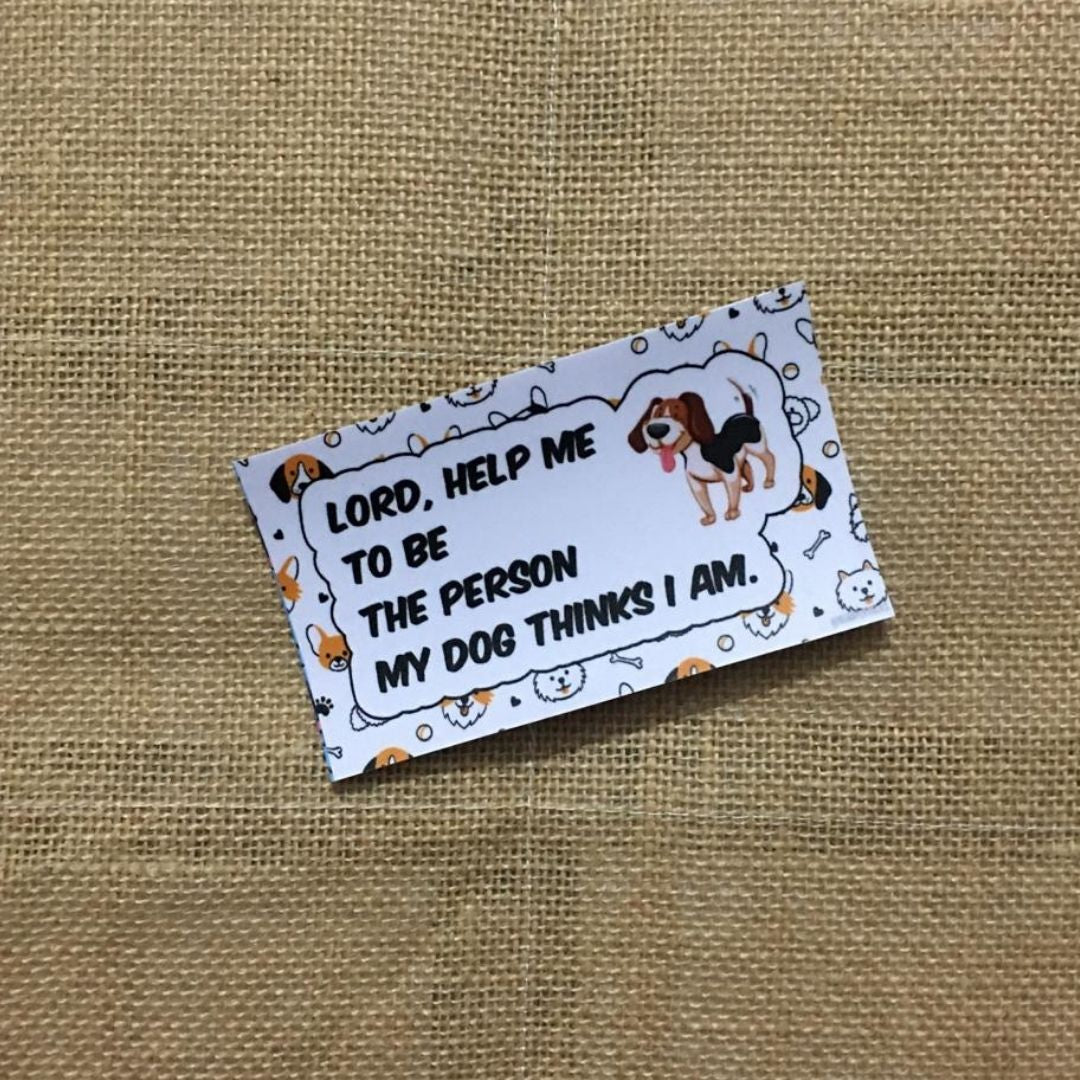 LORD, HELP ME
TO BE
THE PERSON
MY DOG THINKS I AM.